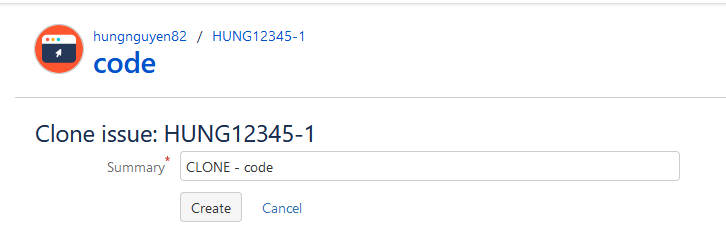 hungnguyen82 / HUNG12345-1
code
Clone issue: HUNG12345-1
Summary* CLONE - code
Create Cancel